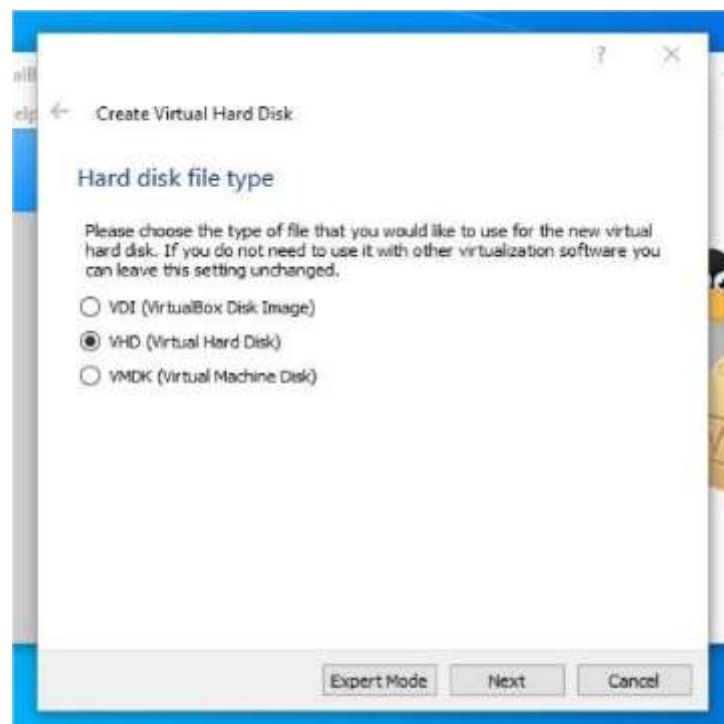 ?
Create Virtual Hard Disk
Hard disk file type
Please choose the type of file that you would like to use for the new virtual
hard disk. If you do not need to use it with other virtualization software you
can leave this setting unchanged.
VDI (VirtualBox Disk Image)
VHD (Virtual Hard Disk)
VMDK (Virtual Machine Disk)
Expert Mode Next Cancel